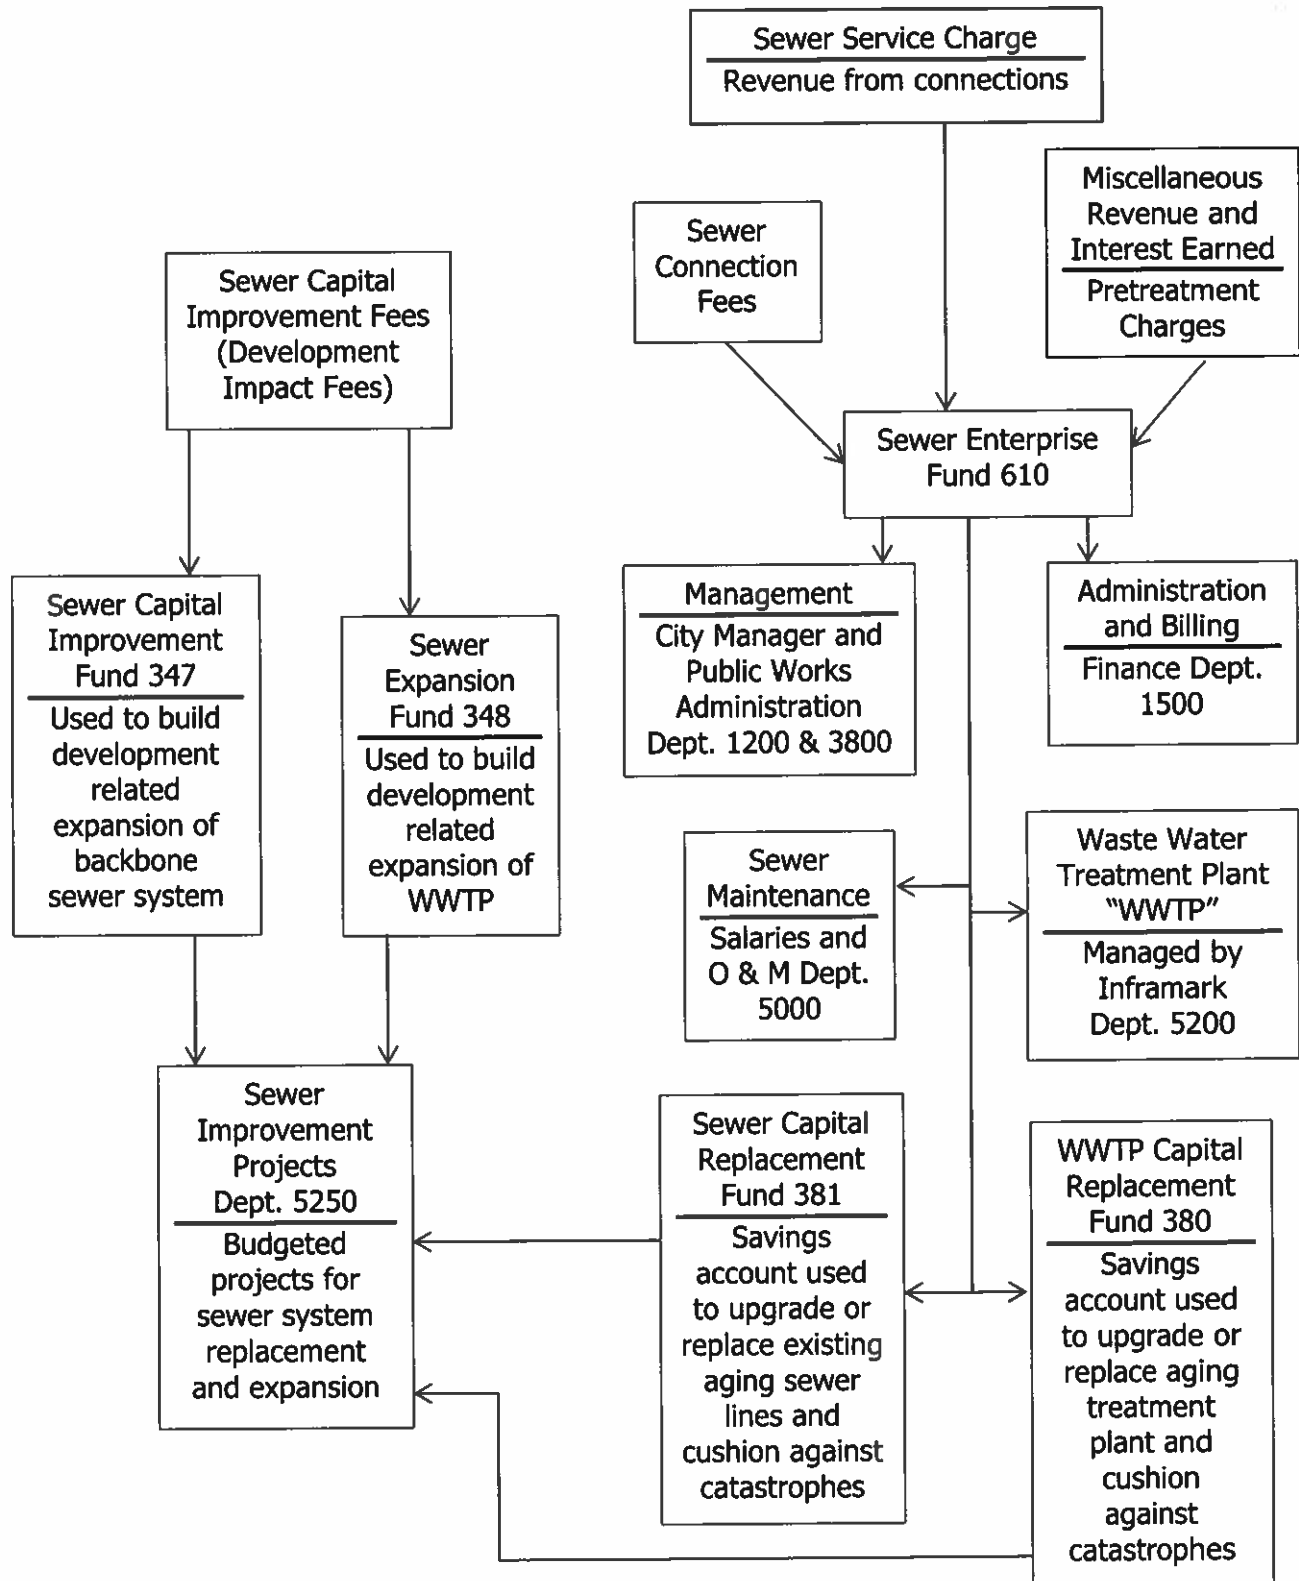 Sewer Service Charge
Revenue from connections
Miscellaneous
Revenue and
Interest Earned
Pretreatment
Charges
Sewer
Connection
Fees
Sewer Capital
Improvement Fees
(Development
Impact Fees)
Sewer Enterprise
Fund 610
Management
City Manager and
Public Works
Administration
Dept. 1200 & 3800
Administration
and Billing
Finance Dept.
1500
Sewer Capital
Improvement
Fund 347
Used to build
development
related
expansion of
backbone
sewer system
Sewer
Expansion
Fund 348
Used to build
development
related
expansion of
WWTP
Sewer
Maintenance
Salaries and
O & M Dept.
5000
Waste Water
Treatment Plant
"WWTP"
Managed by
Inframark
Dept. 5200
Sewer
Improvement
Projects
Dept. 5250
Budgeted
projects for
sewer system
replacement
and expansion
Sewer Capital
Replacement
Fund 381
Savings
account used
to upgrade or
replace existing
aging sewer
lines and
cushion against
catastrophes
WWTP Capital
Replacement
Fund 380
Savings
account used
to upgrade or
replace aging
treatment
plant and
cushion
against
catastrophes